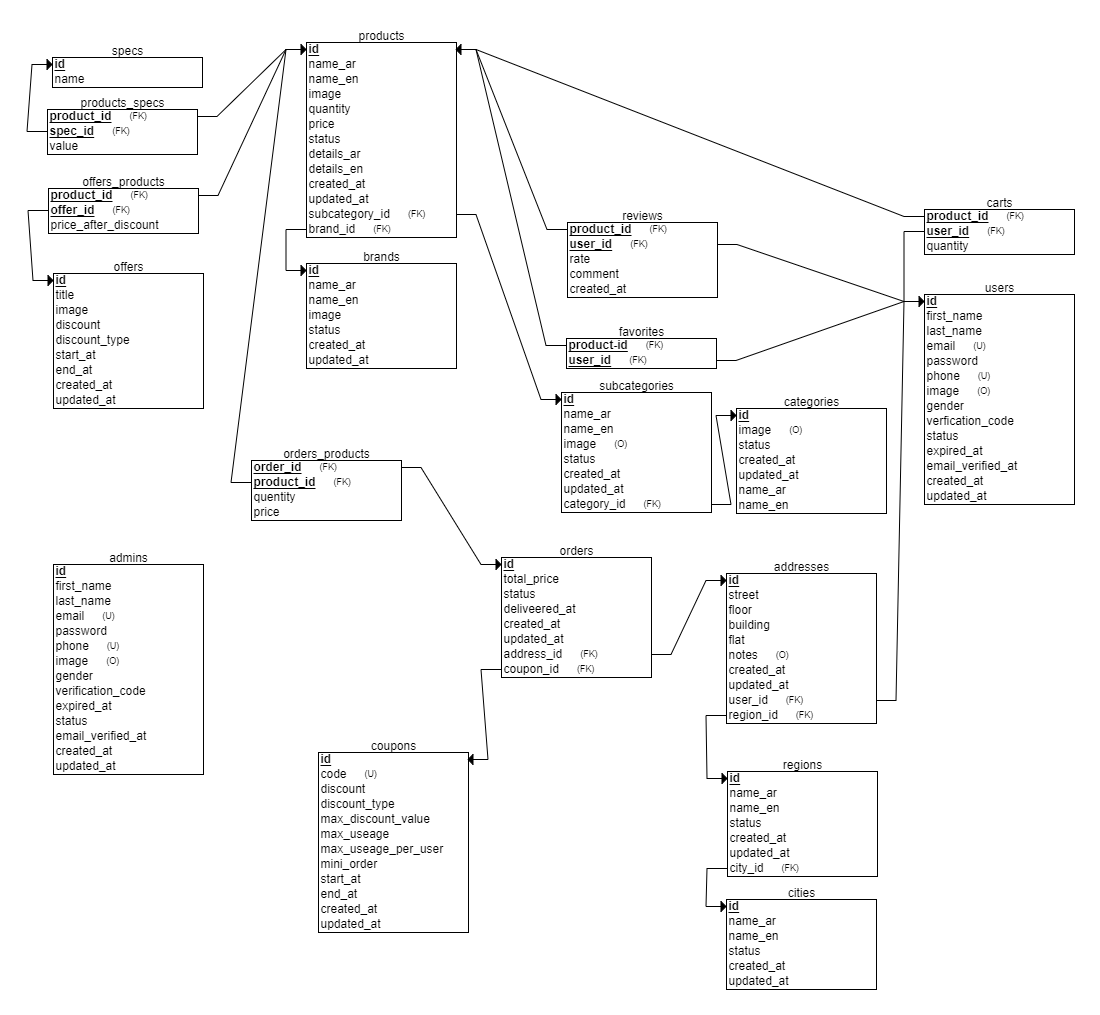 specs
id
name
products_specs
product_id (FK)
spec_id (FK)
value
offers_products
product_id (FK)
offer_id (FK)
price_after_discount
offers
id
title
image
discount
discount_type
start_at
end_at
created_at
updated_at
products
id
name_ar
name_en
image
quantity
price
status
details_ar
details_en
created_at
updated_at
subcategory_id (FK)
brand_id (FK)
brands
id
name_ar
name_en
image
status
created_at
updated_at
reviews
product_id (FK)
user_id (FK)
rate
comment
created_at
favorites
product-id (FK)
user_id (FK)
carts
product_id (FK)
user_id (FK)
quantity
users
id
first_name
last_name
email (U)
password
phone (U)
image (O)
gender
verfication_code
status
expired_at
email_verified_at
created_at
updated_at
subcategories
id
name_ar
name_en
image (O)
status
created_at
updated_at
category_id (FK)
categories
id
image (O)
status
created_at
updated_at
name_ar
name_en
orders_products
order_id (FK)
product_id (FK)
quentity
price
admins
id
first_name
last_name
email (U)
password
phone (U)
image (O)
gender
verification_code
expired_at
status
email_verified_at
created_at
updated_at
orders
id
total_price
status
deliveered_at
created_at
updated_at
address_id (FK)
coupon_id (FK)
addresses
id
street
floor
building
flat
notes (O)
created_at
updated_at
user_id (FK)
region_id (FK)
coupons
id
code (U)
discount
discount_type
max_discount_value
max_useage
max_useage_per_user
mini_order
start_at
end_at
created_at
updated_at
regions
id
name_ar
name_en
status
created_at
updated_at
city_id (FK)
cities
id
name_ar
name_en
status
created_at
updated_at